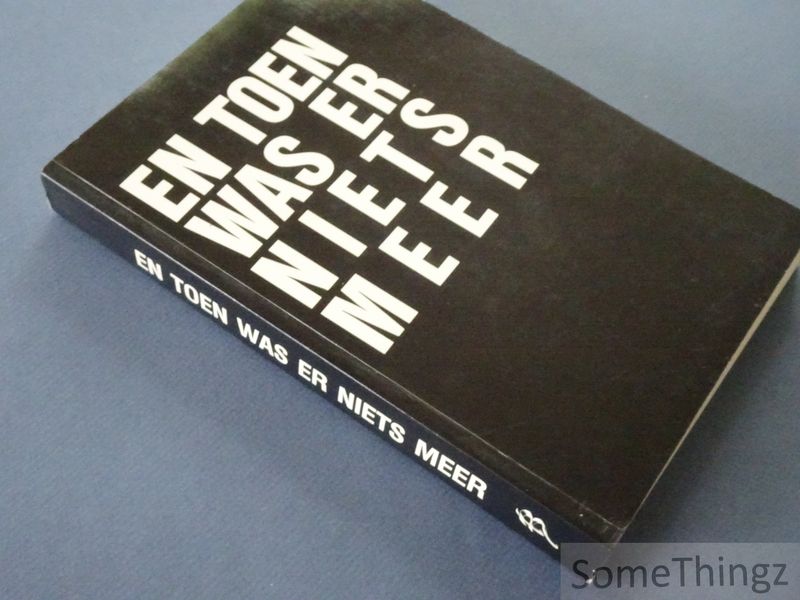 EN TOEN
WAS ER
NIETS
MEER
EN TOEN WAS ER NIETS MEER
SomeThingz